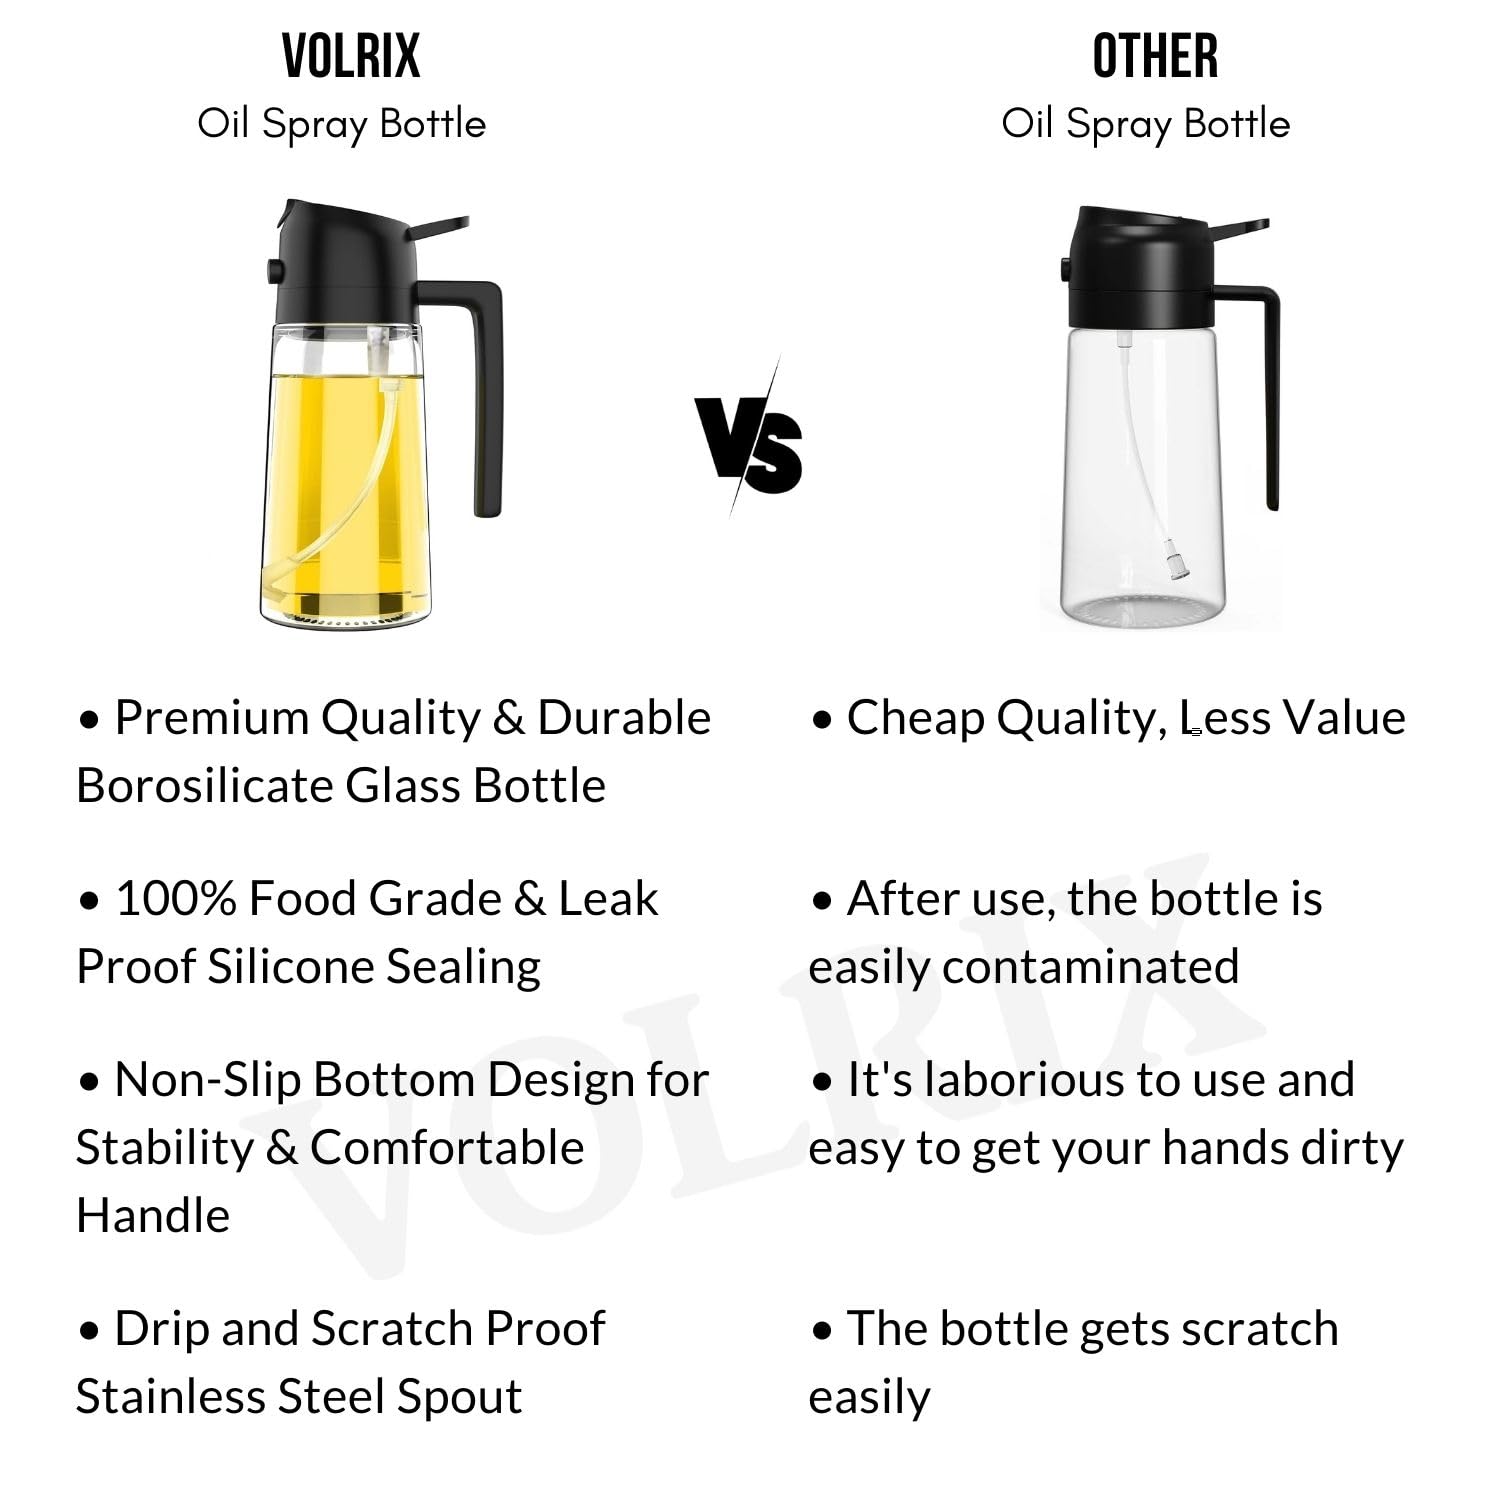 VOLRIX
Oil Spray Bottle
OTHER
Oil Spray Bottle
VS
• Premium Quality & Durable
Borosilicate Glass Bottle
• Cheap Quality, Less Value
• 100% Food Grade & Leak
Proof Silicone Sealing
• After use, the bottle is
easily contaminated
• Non-Slip Bottom Design for
Stability & Comfortable
Handle
• It's laborious to use and
easy to get your hands dirty
• Drip and Scratch Proof
Stainless Steel Spout
• The bottle gets scratch
easily
VOLRIX